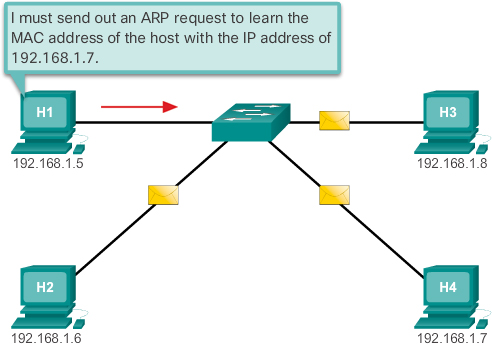 I must send out an ARP request to learn the
MAC address of the host with the IP address of
192.168.1.7.
H1
192.168.1.5
H3
192.168.1.8
H2
192.168.1.6
H4
192.168.1.7